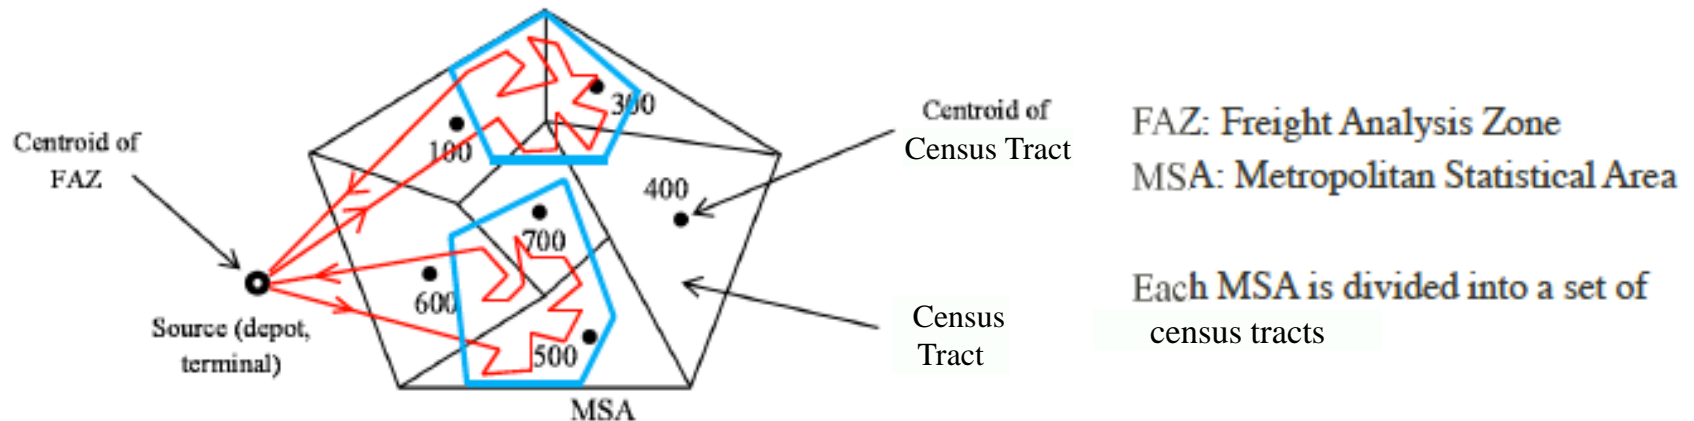 Centroid of
FAZ
Source (depot,
terminal)
100
300
400
700
600
500
MSA
Centroid of
Census Tract
Census
Tract
FAZ: Freight Analysis Zone
MSA: Metropolitan Statistical Area
Each MSA is divided into a set of
census tracts